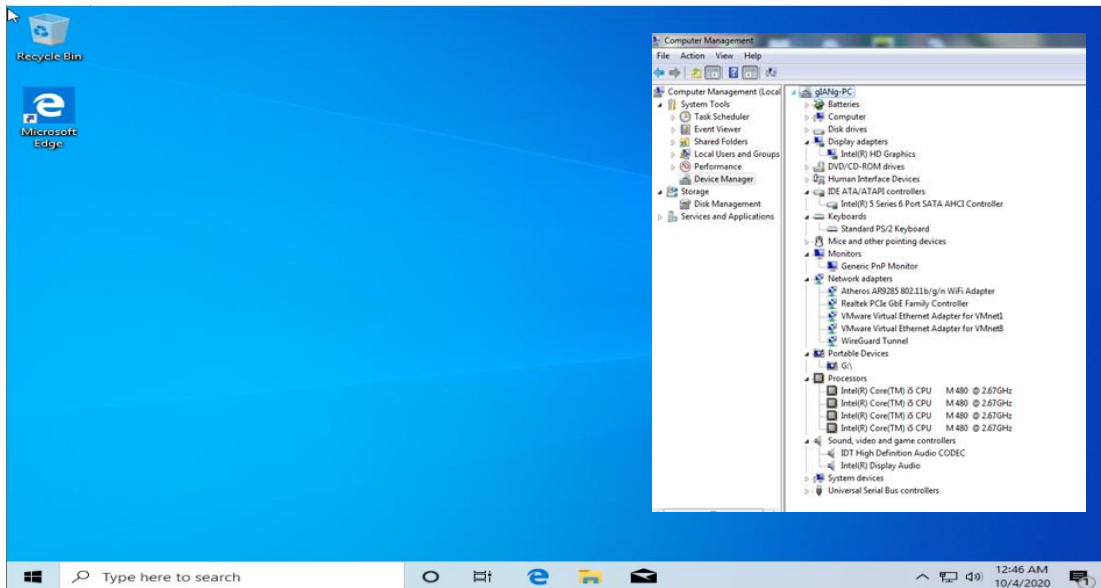 Recycle Bin
Microsoft
Edge
Computer Management
File Action View Help
Computer Management (Local
System Tools
Task Scheduler
Event Viewer
Shared Folders
Local Users and Groups
Performance
Device Manager
Storage
Disk Management
Services and Applications
gIANg-PC
Batteries
Computer
Disk drives
Display adapters
Intel(R) HD Graphics
DVD/CD-ROM drives
Human Interface Devices
IDE ATA/ATAPI controllers
Intel(R) 5 Series 6 Port SATA AHCI Controller
Keyboards
Standard PS/2 Keyboard
Mice and other pointing devices
Monitors
Generic PnP Monitor
Network adapters
Atheros AR9285 802.11b/g/n WiFi Adapter
Realtek PCIe GbE Family Controller
VMware Virtual Ethernet Adapter for VMnet1
VMware Virtual Ethernet Adapter for VMnet8
WireGuard Tunnel
Portable Devices
G:\
Processors
Intel(R) Core(TM) i5 CPU M 480 @ 2.67GHz
Intel(R) Core(TM) i5 CPU M 480 @ 2.67GHz
Intel(R) Core(TM) i5 CPU M 480 @ 2.67GHz
Intel(R) Core(TM) i5 CPU M 480 @ 2.67GHz
Sound, video and game controllers
IDT High Definition Audio CODEC
Intel(R) Display Audio
System devices
Universal Serial Bus controllers
Type here to search
12:46 AM
10/4/2020
1